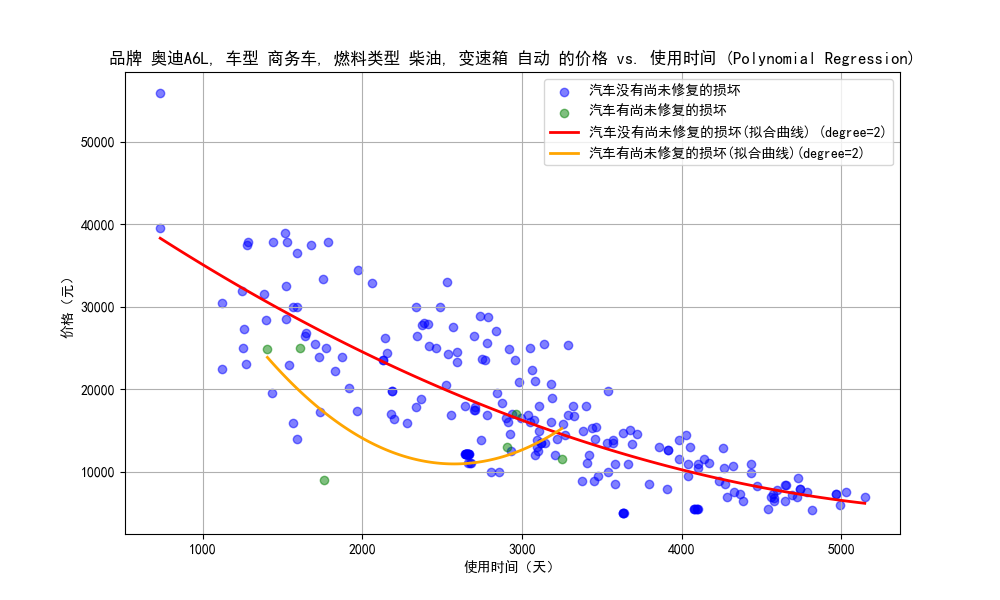 品牌 奥迪A6L, 车型 商务车, 燃料类型 柴油, 变速箱 自动 的价格 vs. 使用时间 (Polynomial Regression)
汽车没有尚未修复的损坏
汽车有尚未修复的损坏
汽车没有尚未修复的损坏(拟合曲线) (degree=2)
汽车有尚未修复的损坏(拟合曲线)(degree=2)
价格（元）
50000
40000
30000
20000
10000
1000 2000 3000 4000 5000
使用时间（天）